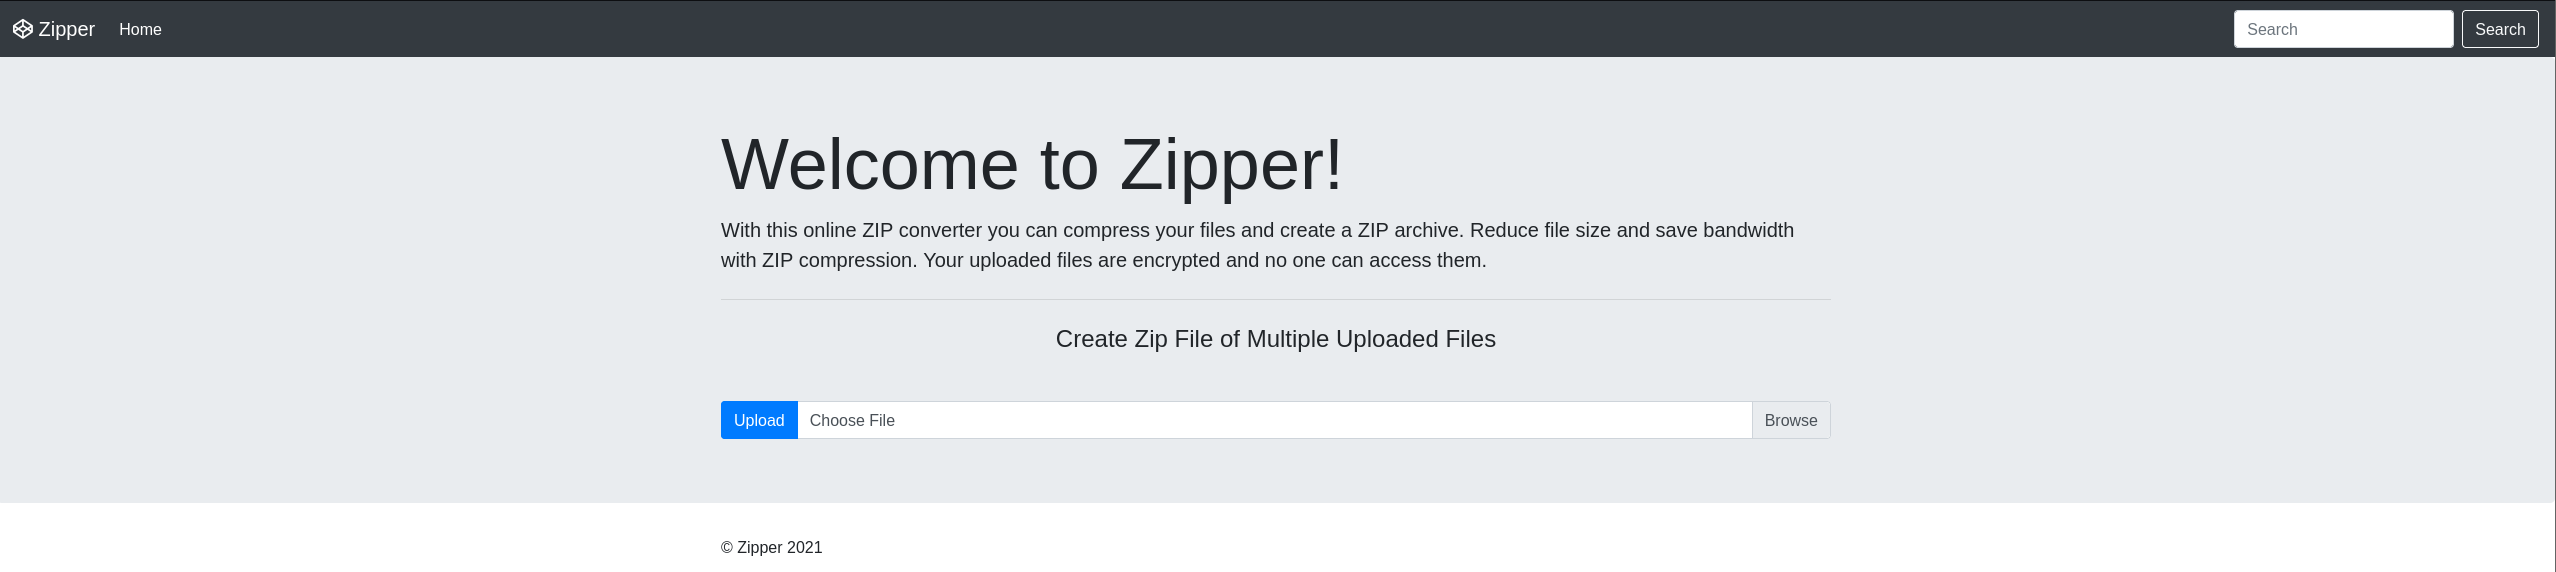 Zipper
Home
Search
Search
Welcome to Zipper!
With this online ZIP converter you can compress your files and create a ZIP archive. Reduce file size and save bandwidth
with ZIP compression. Your uploaded files are encrypted and no one can access them.
Create Zip File of Multiple Uploaded Files
Upload
Choose File
Browse
© Zipper 2021